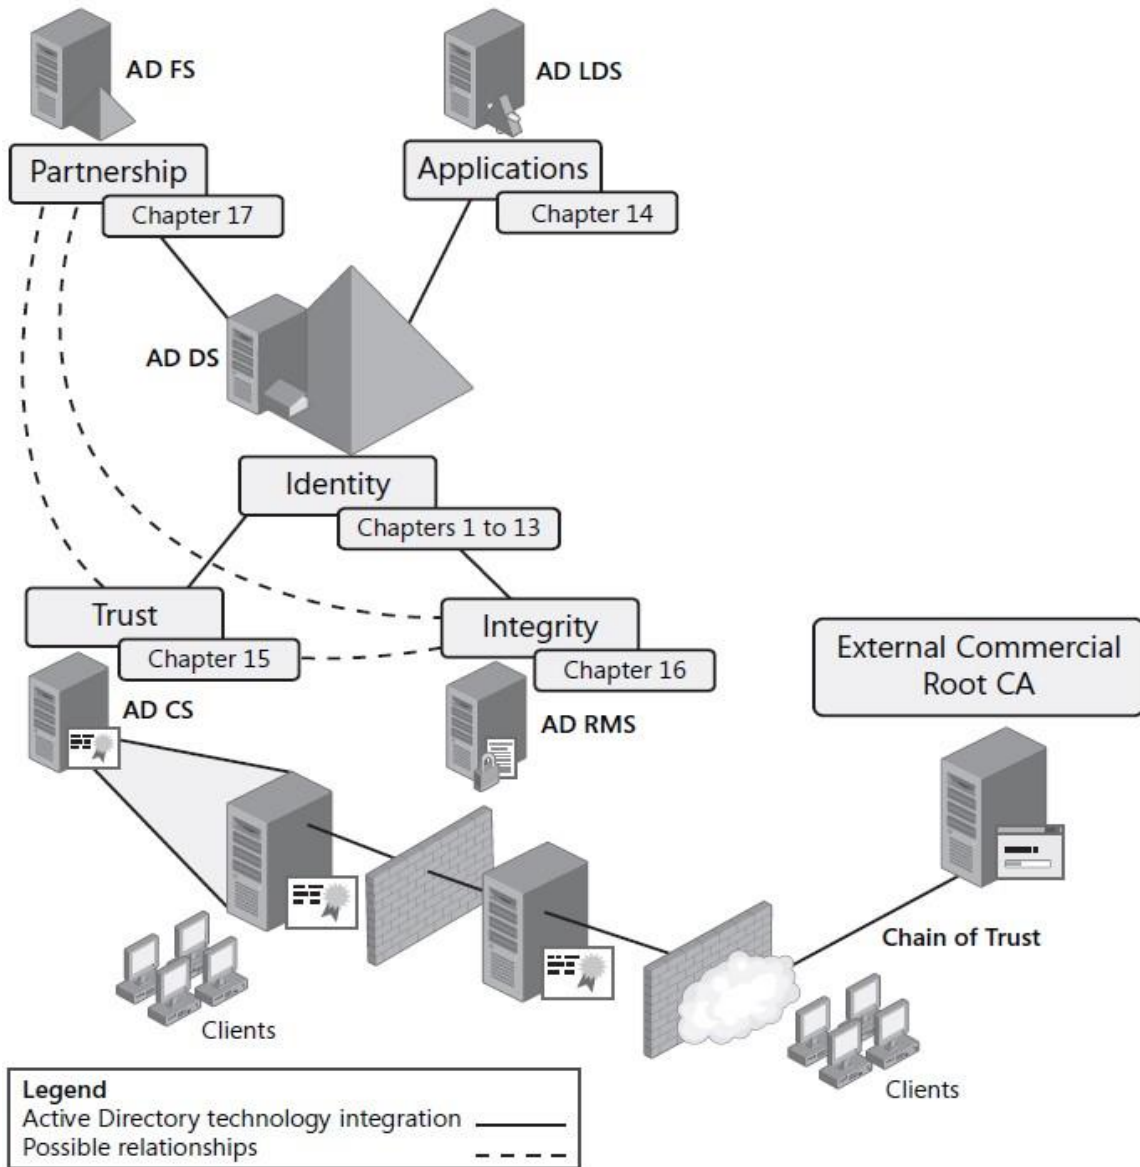 AD FS
AD LDS
Partnership
Applications
Chapter 17
Chapter 14
AD DS
Identity
Chapters 1 to 13
Trust
Integrity
External Commercial
Root CA
Chapter 15
Chapter 16
AD CS
AD RMS
Chain of Trust
Clients
Clients
Legend
Active Directory technology integration
Possible relationships